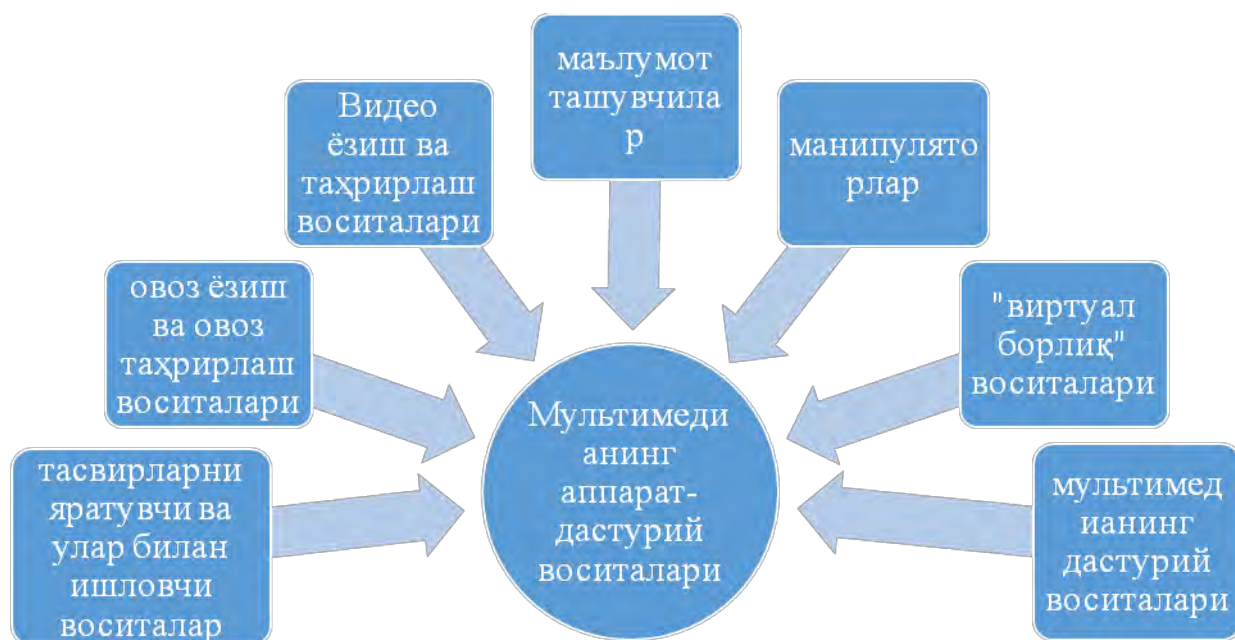 тасвирларни
яратувчи ва
улар билан
ишловчи
воситалар
овоз ёзиш
ва овоз
таҳрирлаш
воситалари
Видео
ёзиш ва
таҳрирлаш
воситалари
маълумот
ташувчила
р
манипулято
рлар
"виртуал
борлиқ"
воситалари
мультимед
ианинг
дастурий
воситалари
Мультимеди
анинг
аппарат-
дастурий
воситалари